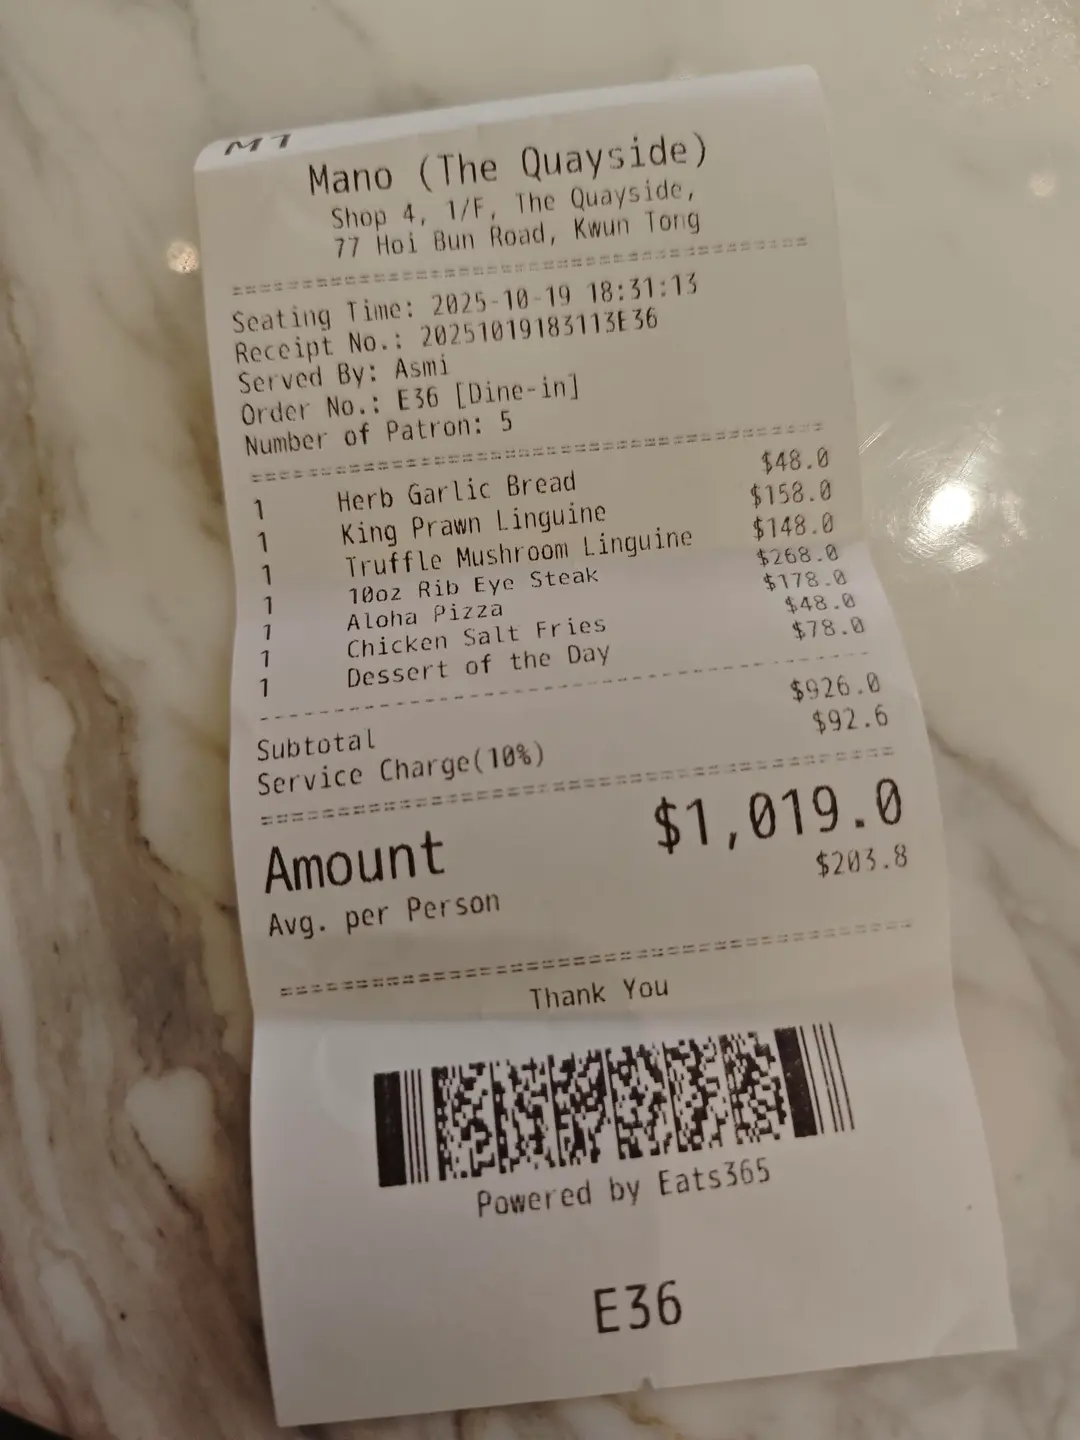 M7
Mano (The Quayside)
Shop 4, 1/F, The Quayside,
77 Hoi Bun Road, Kwun Tong
Seating Time: 2025-10-19 18:31:13
Receipt No.: 20251019183113E36
Served By: Asmi
Order No.: E36 [Dine-in]
Number of Patron: 5
1 Herb Garlic Bread $48.0
1 King Prawn Linguine $158.0
1 Truffle Mushroom Linguine $148.0
1 10oz Rib Eye Steak $268.0
1 Aloha Pizza $178.0
1 Chicken Salt Fries $48.0
1 Dessert of the Day $78.0
Subtotal $926.0
Service Charge(10%) $92.6
Amount $1,019.0
Avg. per Person $203.8
Thank You
Powered by Eats365
E36